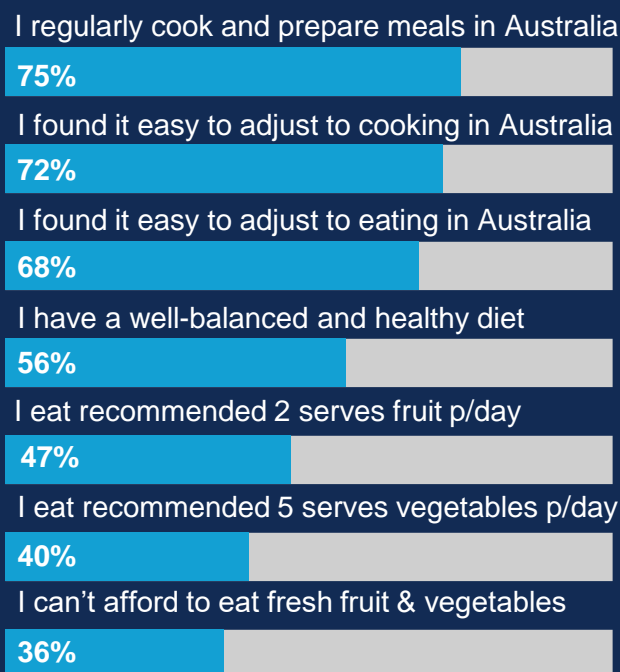 I regularly cook and prepare meals in Australia
75%
I found it easy to adjust to cooking in Australia
72%
I found it easy to adjust to eating in Australia
68%
I have a well-balanced and healthy diet
56%
I eat recommended 2 serves fruit p/day
47%
I eat recommended 5 serves vegetables p/day
40%
I can’t afford to eat fresh fruit & vegetables
36%